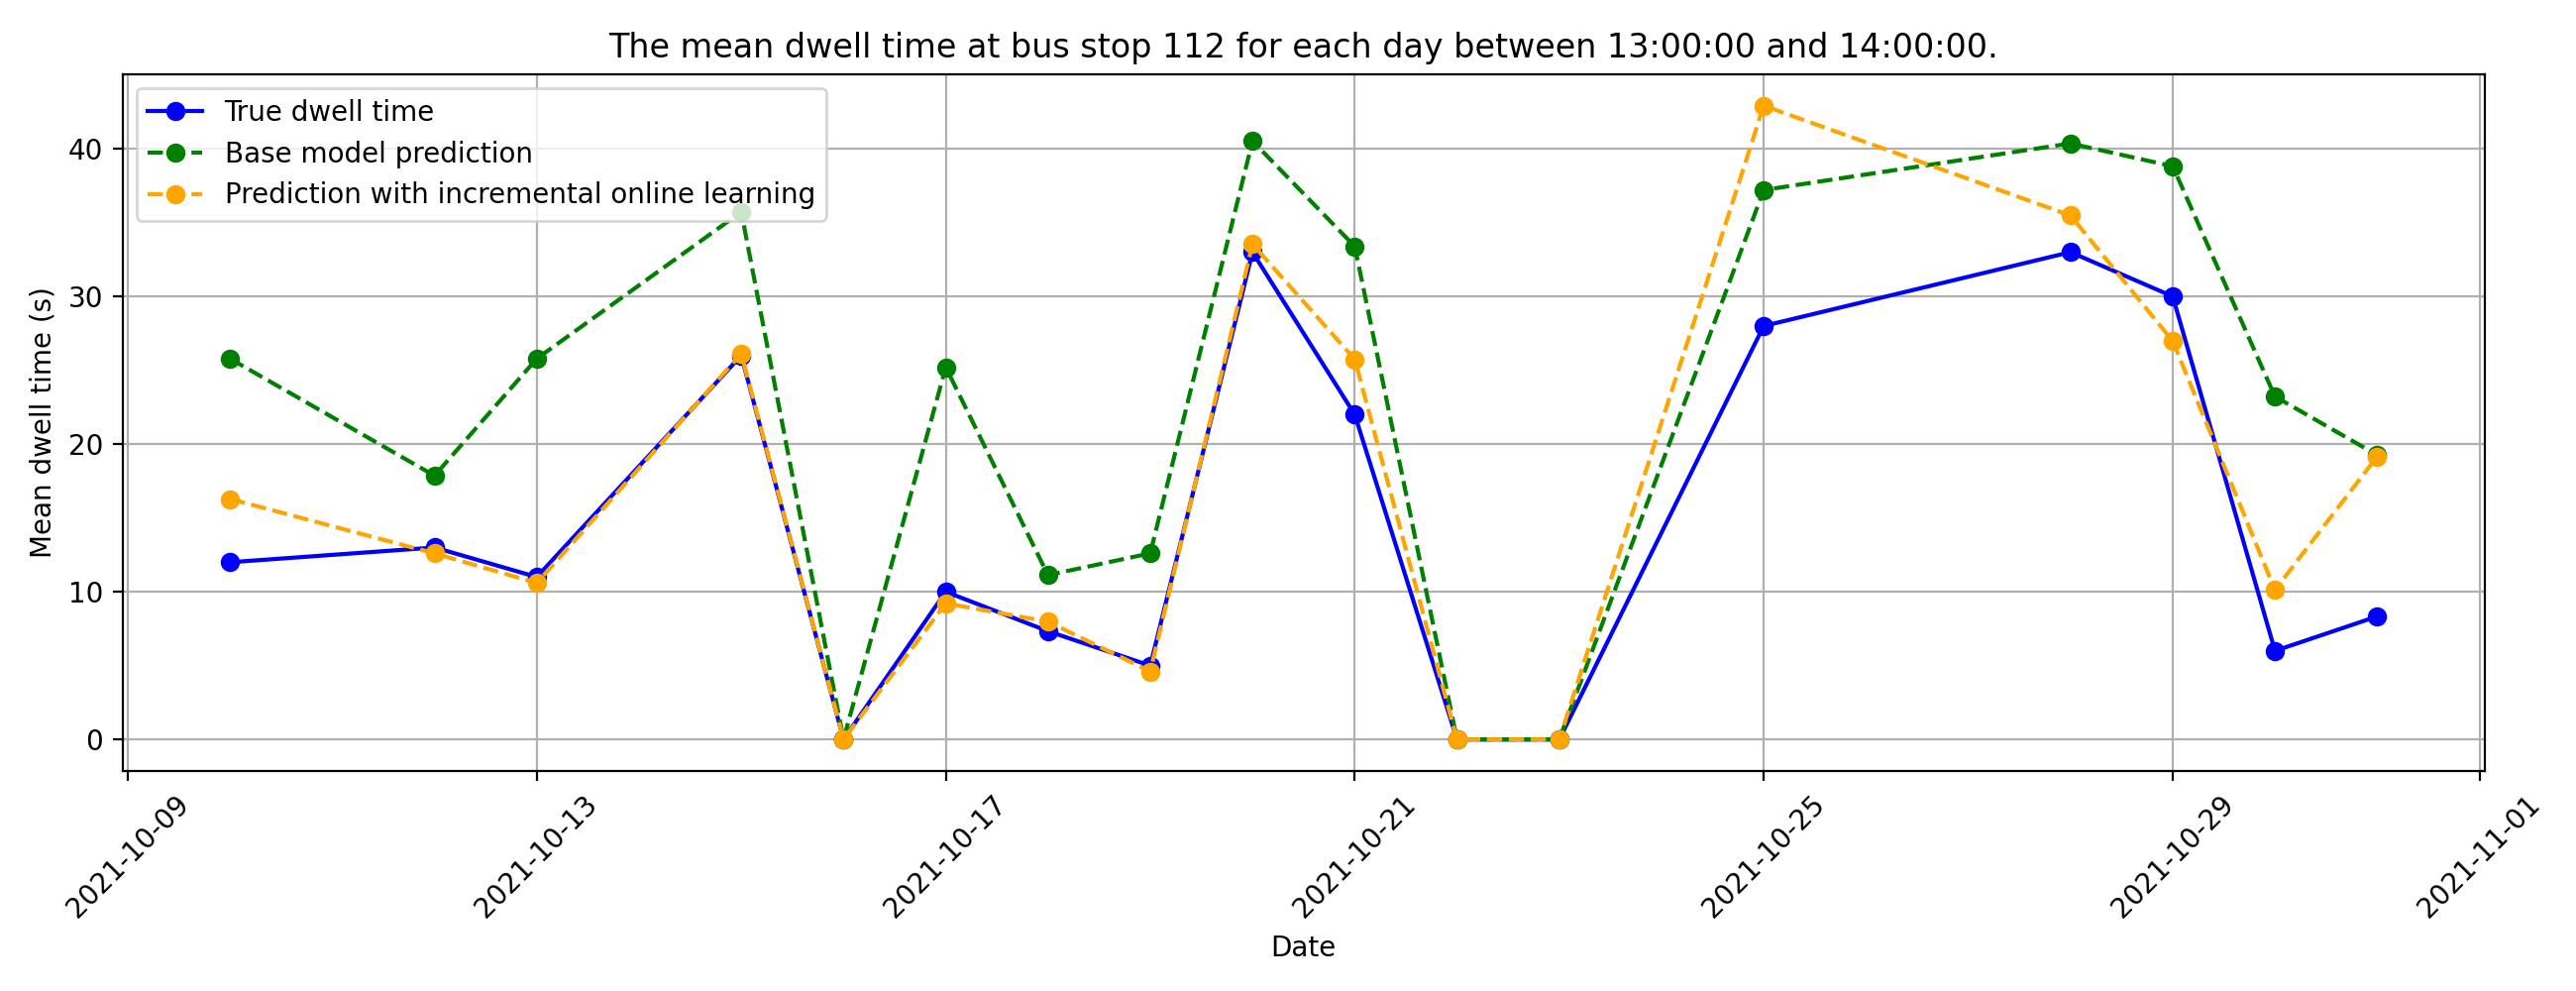 The mean dwell time at bus stop 112 for each day between 13:00:00 and 14:00:00.
True dwell time
Base model prediction
Prediction with incremental online learning
Mean dwell time (s)
40
30
20
10
0
2021-10-09
2021-10-13
2021-10-17
2021-10-21
2021-10-25
2021-10-29
2021-11-01
Date